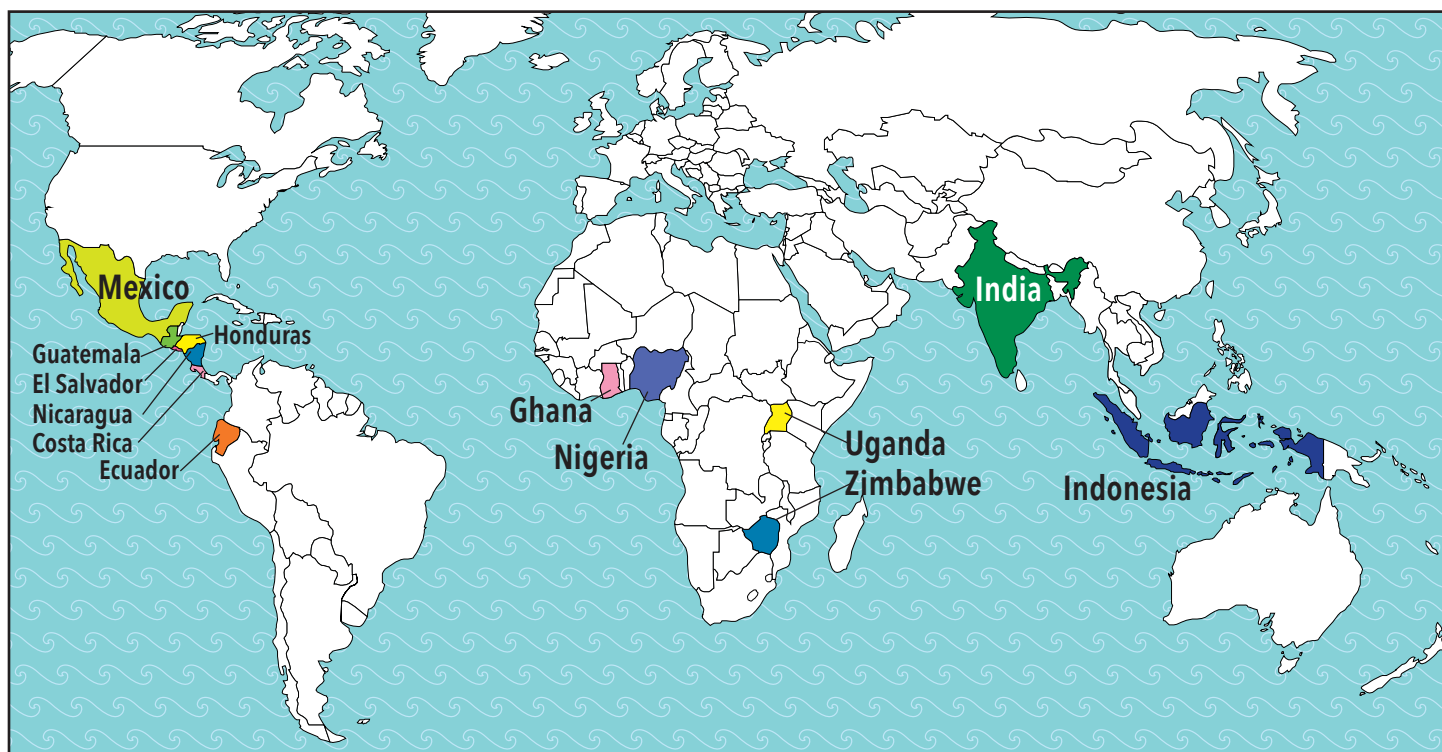 Mexico
Honduras
Guatemala
El Salvador
Nicaragua
Costa Rica
Ecuador
Ghana
Nigeria
Uganda
Zimbabwe
India
Indonesia